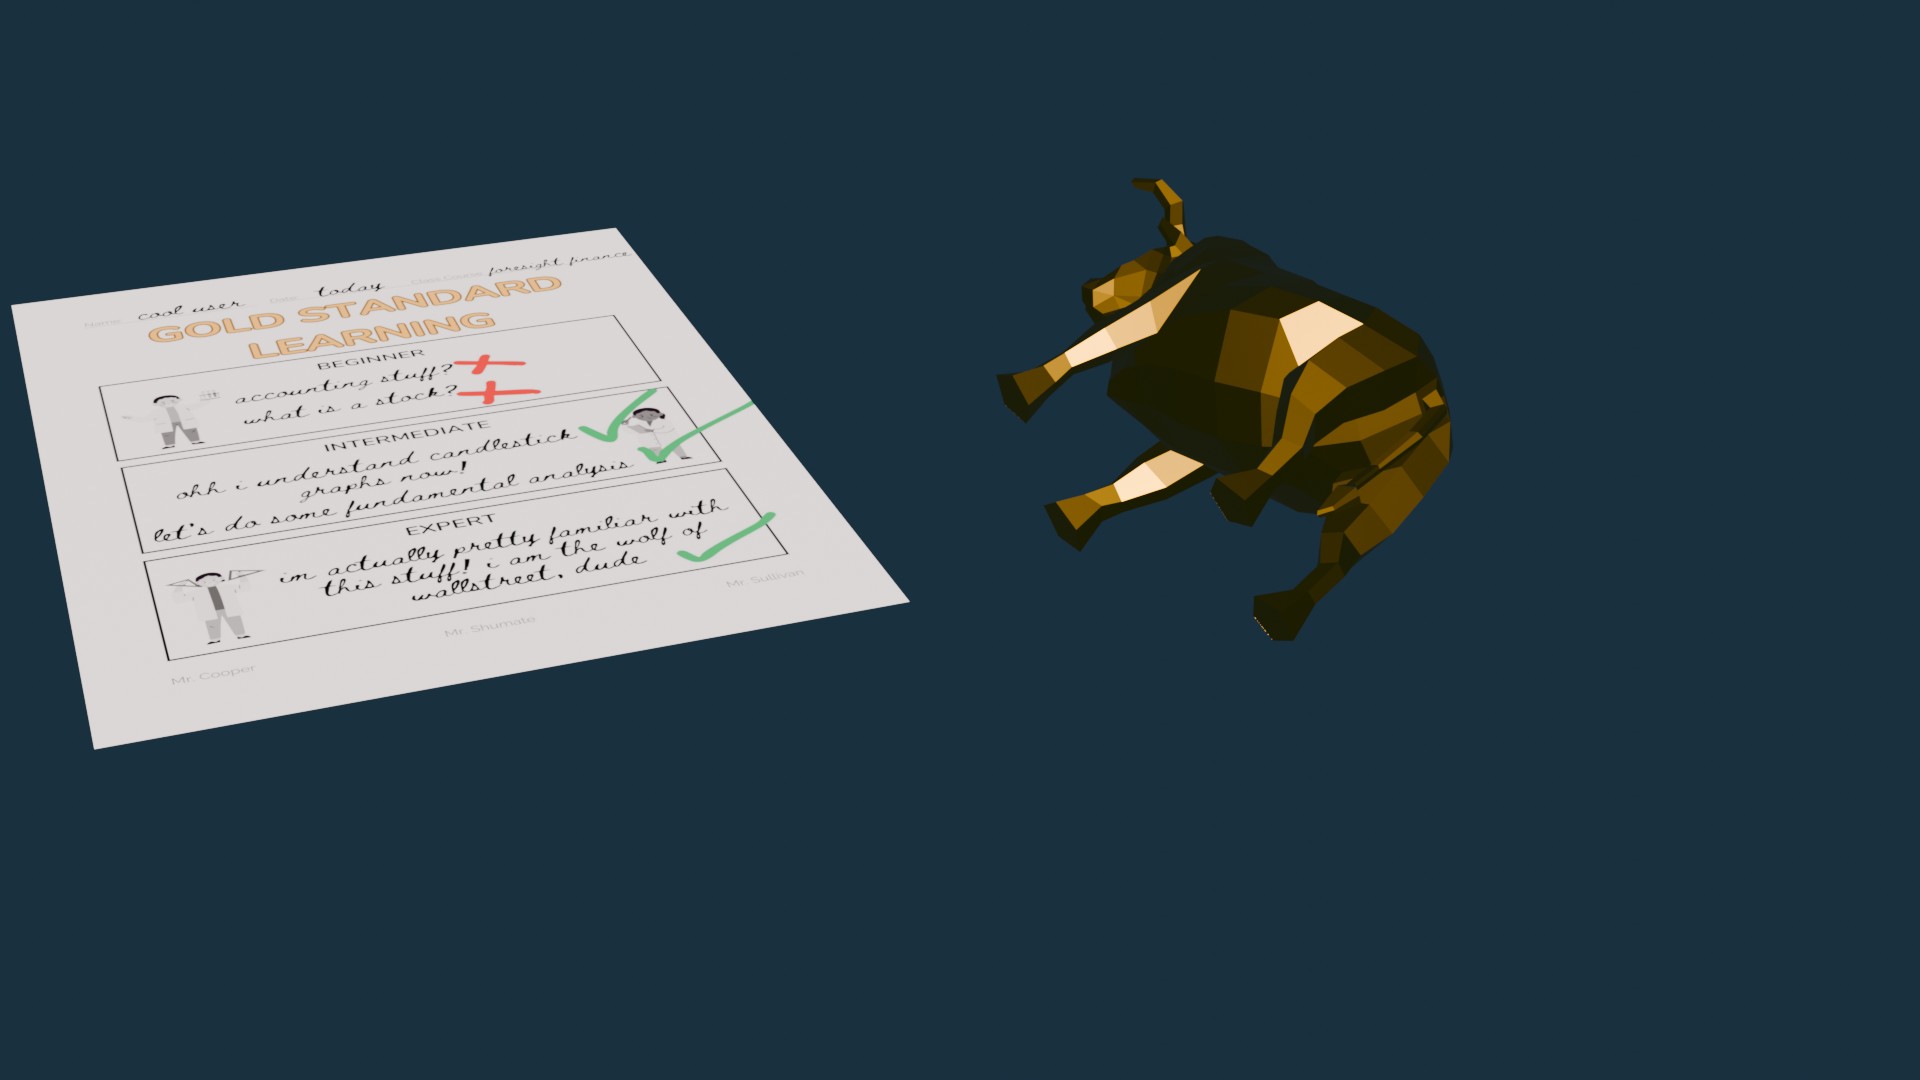 Name: cool user Date: today Class Course: foresight finance
GOLD STANDARD
LEARNING
BEGINNER
accounting stuff?
what is a stock?
INTERMEDIATE
ohh i understand candlestick
graphs now!
let's do some fundamental analysis
EXPERT
im actually pretty familiar with
this stuff! i am the wolf of
wallstreet, dude
Mr. Cooper Mr. Shumate Mr. Sullivan